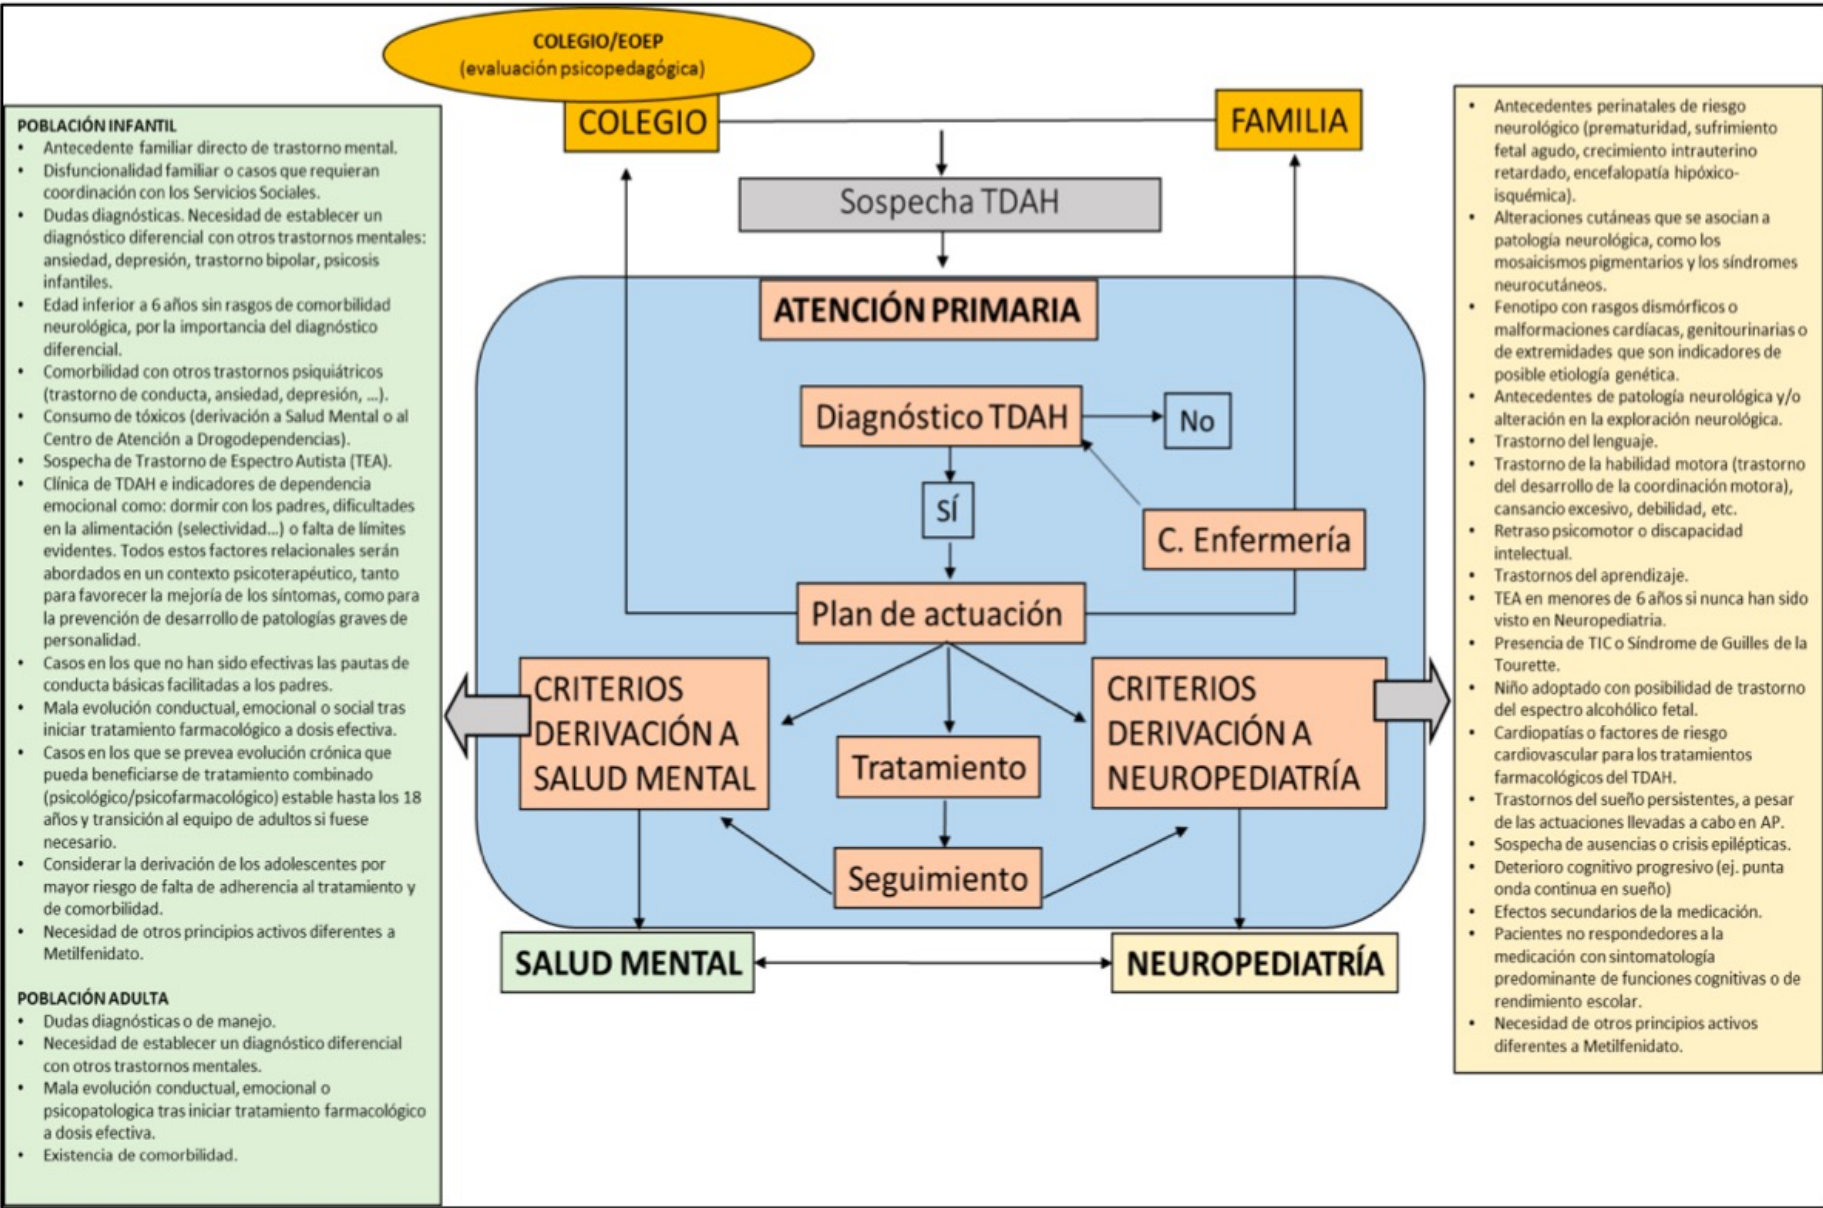 COLEGIO/EOEP
(evaluación psicopedagógica)
COLEGIO
FAMILIA
Sospecha TDAH
ATENCIÓN PRIMARIA
Diagnóstico TDAH
No
SÍ
C. Enfermería
Plan de actuación
CRITERIOS
DERIVACIÓN A
SALUD MENTAL
Tratamiento
CRITERIOS
DERIVACIÓN A
NEUROPEDIATRÍA
Seguimiento
SALUD MENTAL
NEUROPEDIATRÍA
POBLACIÓN INFANTIL
• Antecedente familiar directo de trastorno mental.
• Disfuncionalidad familiar o casos que requieran
coordinación con los Servicios Sociales.
• Dudas diagnósticas. Necesidad de establecer un
diagnóstico diferencial con otros trastornos mentales:
ansiedad, depresión, trastorno bipolar, psicosis
infantiles.
• Edad inferior a 6 años sin rasgos de comorbilidad
neurológica, por la importancia del diagnóstico
diferencial.
• Comorbilidad con otros trastornos psiquiátricos
(trastorno de conducta, ansiedad, depresión, ...).
• Consumo de tóxicos (derivación a Salud Mental o al
Centro de Atención a Drogodependencias).
• Sospecha de Trastorno de Espectro Autista (TEA).
• Clínica de TDAH e indicadores de dependencia
emocional como: dormir con los padres, dificultades
en la alimentación (selectividad...) o falta de límites
evidentes. Todos estos factores relacionales serán
abordados en un contexto psicoterapéutico, tanto
para favorecer la mejoría de los síntomas, como para
la prevención de desarrollo de patologías graves de
personalidad.
• Casos en los que no han sido efectivas las pautas de
conducta básicas facilitadas a los padres.
• Mala evolución conductual, emocional o social tras
iniciar tratamiento farmacológico a dosis efectiva.
• Casos en los que se prevea evolución crónica que
pueda beneficiarse de tratamiento combinado
(psicológico/psicofarmacológico) estable hasta los 18
años y transición al equipo de adultos si fuese
necesario.
• Considerar la derivación de los adolescentes por
mayor riesgo de falta de adherencia al tratamiento y
de comorbilidad.
• Necesidad de otros principios activos diferentes a
Metilfenidato.
POBLACIÓN ADULTA
• Dudas diagnósticas o de manejo.
• Necesidad de establecer un diagnóstico diferencial
con otros trastornos mentales.
• Mala evolución conductual, emocional o
psicopatologica tras iniciar tratamiento farmacológico
a dosis efectiva.
• Existencia de comorbilidad.
• Antecedentes perinatales de riesgo
neurológico (prematuridad, sufrimiento
fetal agudo, crecimiento intrauterino
retardado, encefalopatía hipóxico-
isquémica).
• Alteraciones cutáneas que se asocian a
patología neurológica, como los
mosaicismos pigmentarios y los síndromes
neurocutáneos.
• Fenotipo con rasgos dismórficos o
malformaciones cardíacas, genitourinarias o
de extremidades que son indicadores de
posible etiología genética.
• Antecedentes de patología neurológica y/o
alteración en la exploración neurológica.
• Trastorno del lenguaje.
• Trastorno de la habilidad motora (trastorno
del desarrollo de la coordinación motora),
cansancio excesivo, debilidad, etc.
• Retraso psicomotor o discapacidad
intelectual.
• Trastornos del aprendizaje.
• TEA en menores de 6 años si nunca han sido
visto en Neuropediatria.
• Presencia de TIC o Síndrome de Guilles de la
Tourette.
• Niño adoptado con posibilidad de trastorno
del espectro alcohólico fetal.
• Cardiopatías o factores de riesgo
cardiovascular para los tratamientos
farmacológicos del TDAH.
• Trastornos del sueño persistentes, a pesar
de las actuaciones llevadas a cabo en AP.
• Sospecha de ausencias o crisis epilépticas.
• Deterioro cognitivo progresivo (ej. punta
onda continua en sueño)
• Efectos secundarios de la medicación.
• Pacientes no respondedores a la
medicación con sintomatología
predominante de funciones cognitivas o de
rendimiento escolar.
• Necesidad de otros principios activos
diferentes a Metilfenidato.